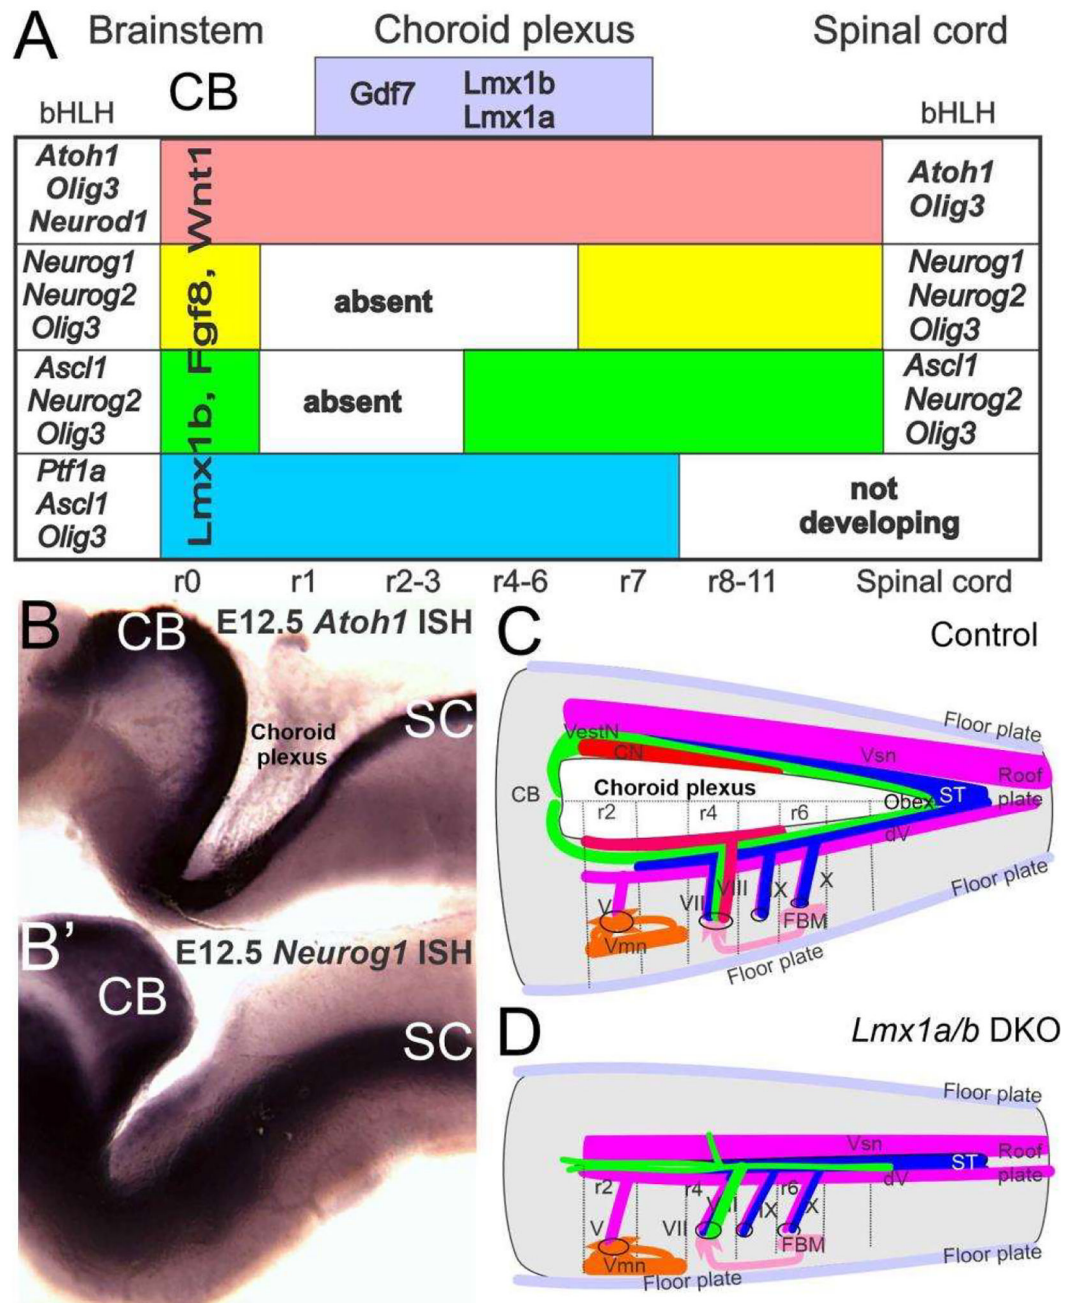 A
Brainstem
Choroid plexus
Spinal cord
CB
Gdf7
Lmx1b
Lmx1a
bHLH
bHLH
Atoh1
Olig3
Neurod1
Atoh1
Olig3
Neurog1
Neurog2
Olig3
absent
Neurog1
Neurog2
Olig3
Ascl1
Neurog2
Olig3
absent
Ascl1
Neurog2
Olig3
Ptf1a
Ascl1
Olig3
not
developing
Lmx1b, Fgf8, Wnt1
r0 r1 r2-3 r4-6 r7 r8-11 Spinal cord
B
CB
E12.5 Atoh1 ISH
Choroid
plexus
SC
B’
E12.5 Neurog1 ISH
CB
SC
C
Control
Floor plate
VestN
CN
Vsn
Roof
plate
CB
Choroid plexus
Obex
ST
r2
r4
r6
dV
V
VII
VIII
IX
X
Vmn
FBM
Floor plate
Floor plate
D
Lmx1a/b DKO
Floor plate
Vsn
Roof
plate
ST
dV
r2
r4
r6
V
VII
VIII
IX
X
Vmn
FBM
Floor plate
Floor plate